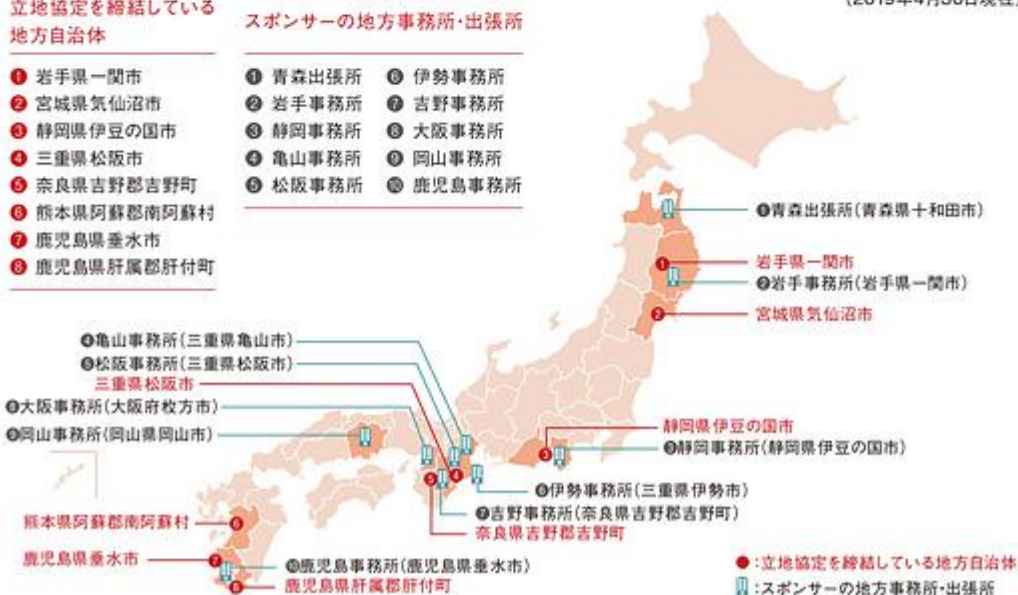 (2019年4月30日現在)
立地協定を締結している
地方自治体
❶ 岩手県一関市
❷ 宮城県気仙沼市
❸ 静岡県伊豆の国市
❹ 三重県松阪市
❺ 奈良県吉野郡吉野町
❻ 熊本県阿蘇郡南阿蘇村
❼ 鹿児島県垂水市
❽ 鹿児島県肝属郡肝付町
スポンサーの地方事務所・出張所
❶ 青森出張所
❷ 岩手事務所
❸ 静岡事務所
❹ 亀山事務所
❺ 松阪事務所
❻ 伊勢事務所
❼ 吉野事務所
❽ 大阪事務所
❾ 岡山事務所
❿ 鹿児島事務所
❶青森出張所(青森県十和田市)
❶
岩手県一関市
❷岩手事務所(岩手県一関市)
❷
宮城県気仙沼市
❹亀山事務所(三重県亀山市)
❺松阪事務所(三重県松阪市)
三重県松阪市
❽大阪事務所(大阪府枚方市)
❾岡山事務所(岡山県岡山市)
静岡県伊豆の国市
❸
❸静岡事務所(静岡県伊豆の国市)
❹
❺
❻伊勢事務所(三重県伊勢市)
❼吉野事務所(奈良県吉野郡吉野町)
奈良県吉野郡吉野町
熊本県阿蘇郡南阿蘇村
❻
鹿児島県垂水市
❼
❿鹿児島事務所(鹿児島県垂水市)
❽
鹿児島県肝属郡肝付町
●:立地協定を締結している地方自治体
:スポンサーの地方事務所・出張所